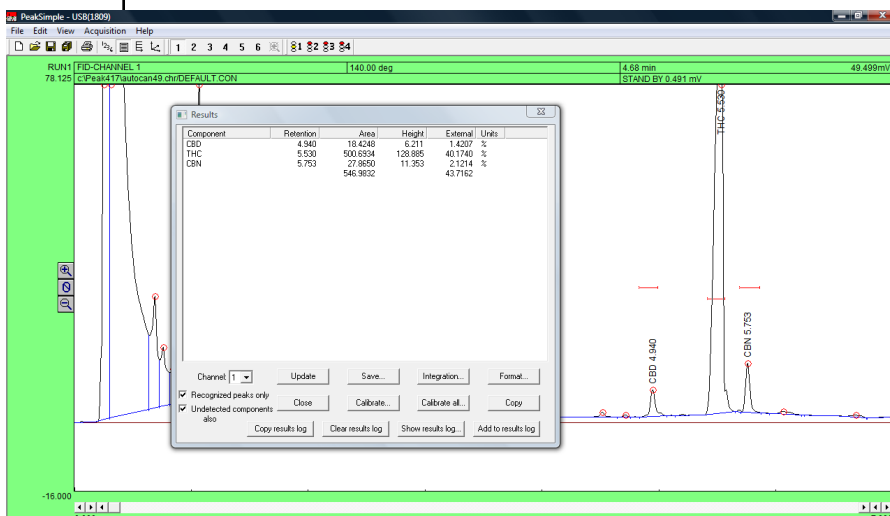 PeakSimple - USB(1809)
File Edit View Acquisition Help
1 2 3 4 5 6 81 82 83 84
RUN1 FID-CHANNEL 1 140.00 deg 4.68 min 49.499mV
78.125 c:\Peak417\autocan49.chr/DEFAULT.CON STAND BY 0.491 mV
Results
Component Retention Area Height External Units
CBD 4.940 18.4248 6.211 1.4207 %
THC 5.530 500.6934 128.885 40.1740 %
CBN 5.753 27.8650 11.353 2.1214 %
546.9832 43.7162
THC 5.530
CBD 4.940
CBN 5.753
Channel: 1 Update Save... Integration... Format...
Recognized peaks only
Undetected components also
Close Calibrate... Calibrate all... Copy
Copy results log Clear results log Show results log... Add to results log
-16.000